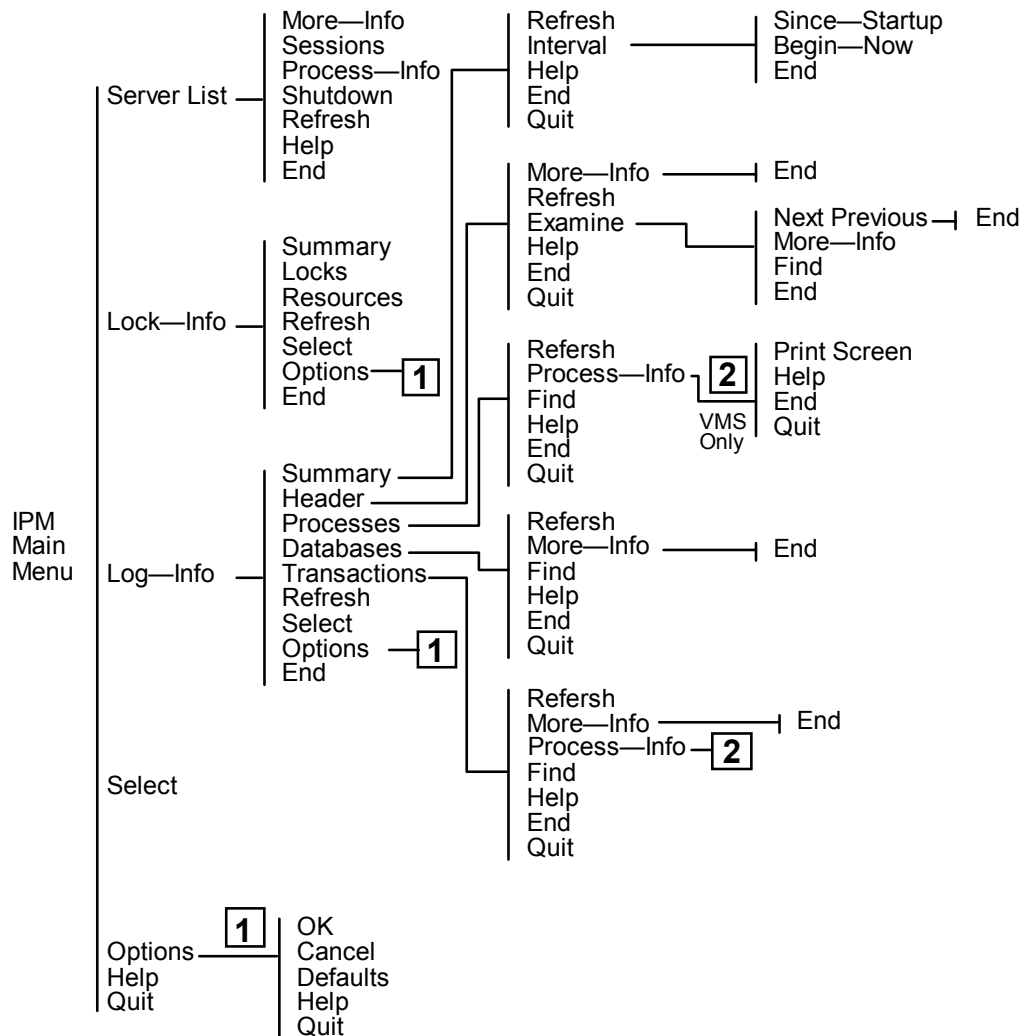 IPM
Main
Menu
Server List
More—Info
Sessions
Process—Info
Shutdown
Refresh
Help
End
Lock—Info
Summary
Locks
Resources
Refresh
Select
Options
1
End
Log—Info
Summary
Header
Processes
Databases
Transactions
Refresh
Select
Options
1
End
Refresh
Interval
Help
End
Quit
Since—Startup
Begin—Now
End
More—Info
Refresh
Examine
Help
End
Quit
End
Next Previous
End
More—Info
Find
End
Refersh
Process—Info
Find
Help
End
Quit
2
VMS
Only
Print Screen
Help
End
Quit
Refersh
More—Info
Find
Help
End
Quit
End
Refersh
More—Info
End
Process—Info
2
Find
Help
End
Quit
Select
Options
Help
Quit
1
OK
Cancel
Defaults
Help
Quit